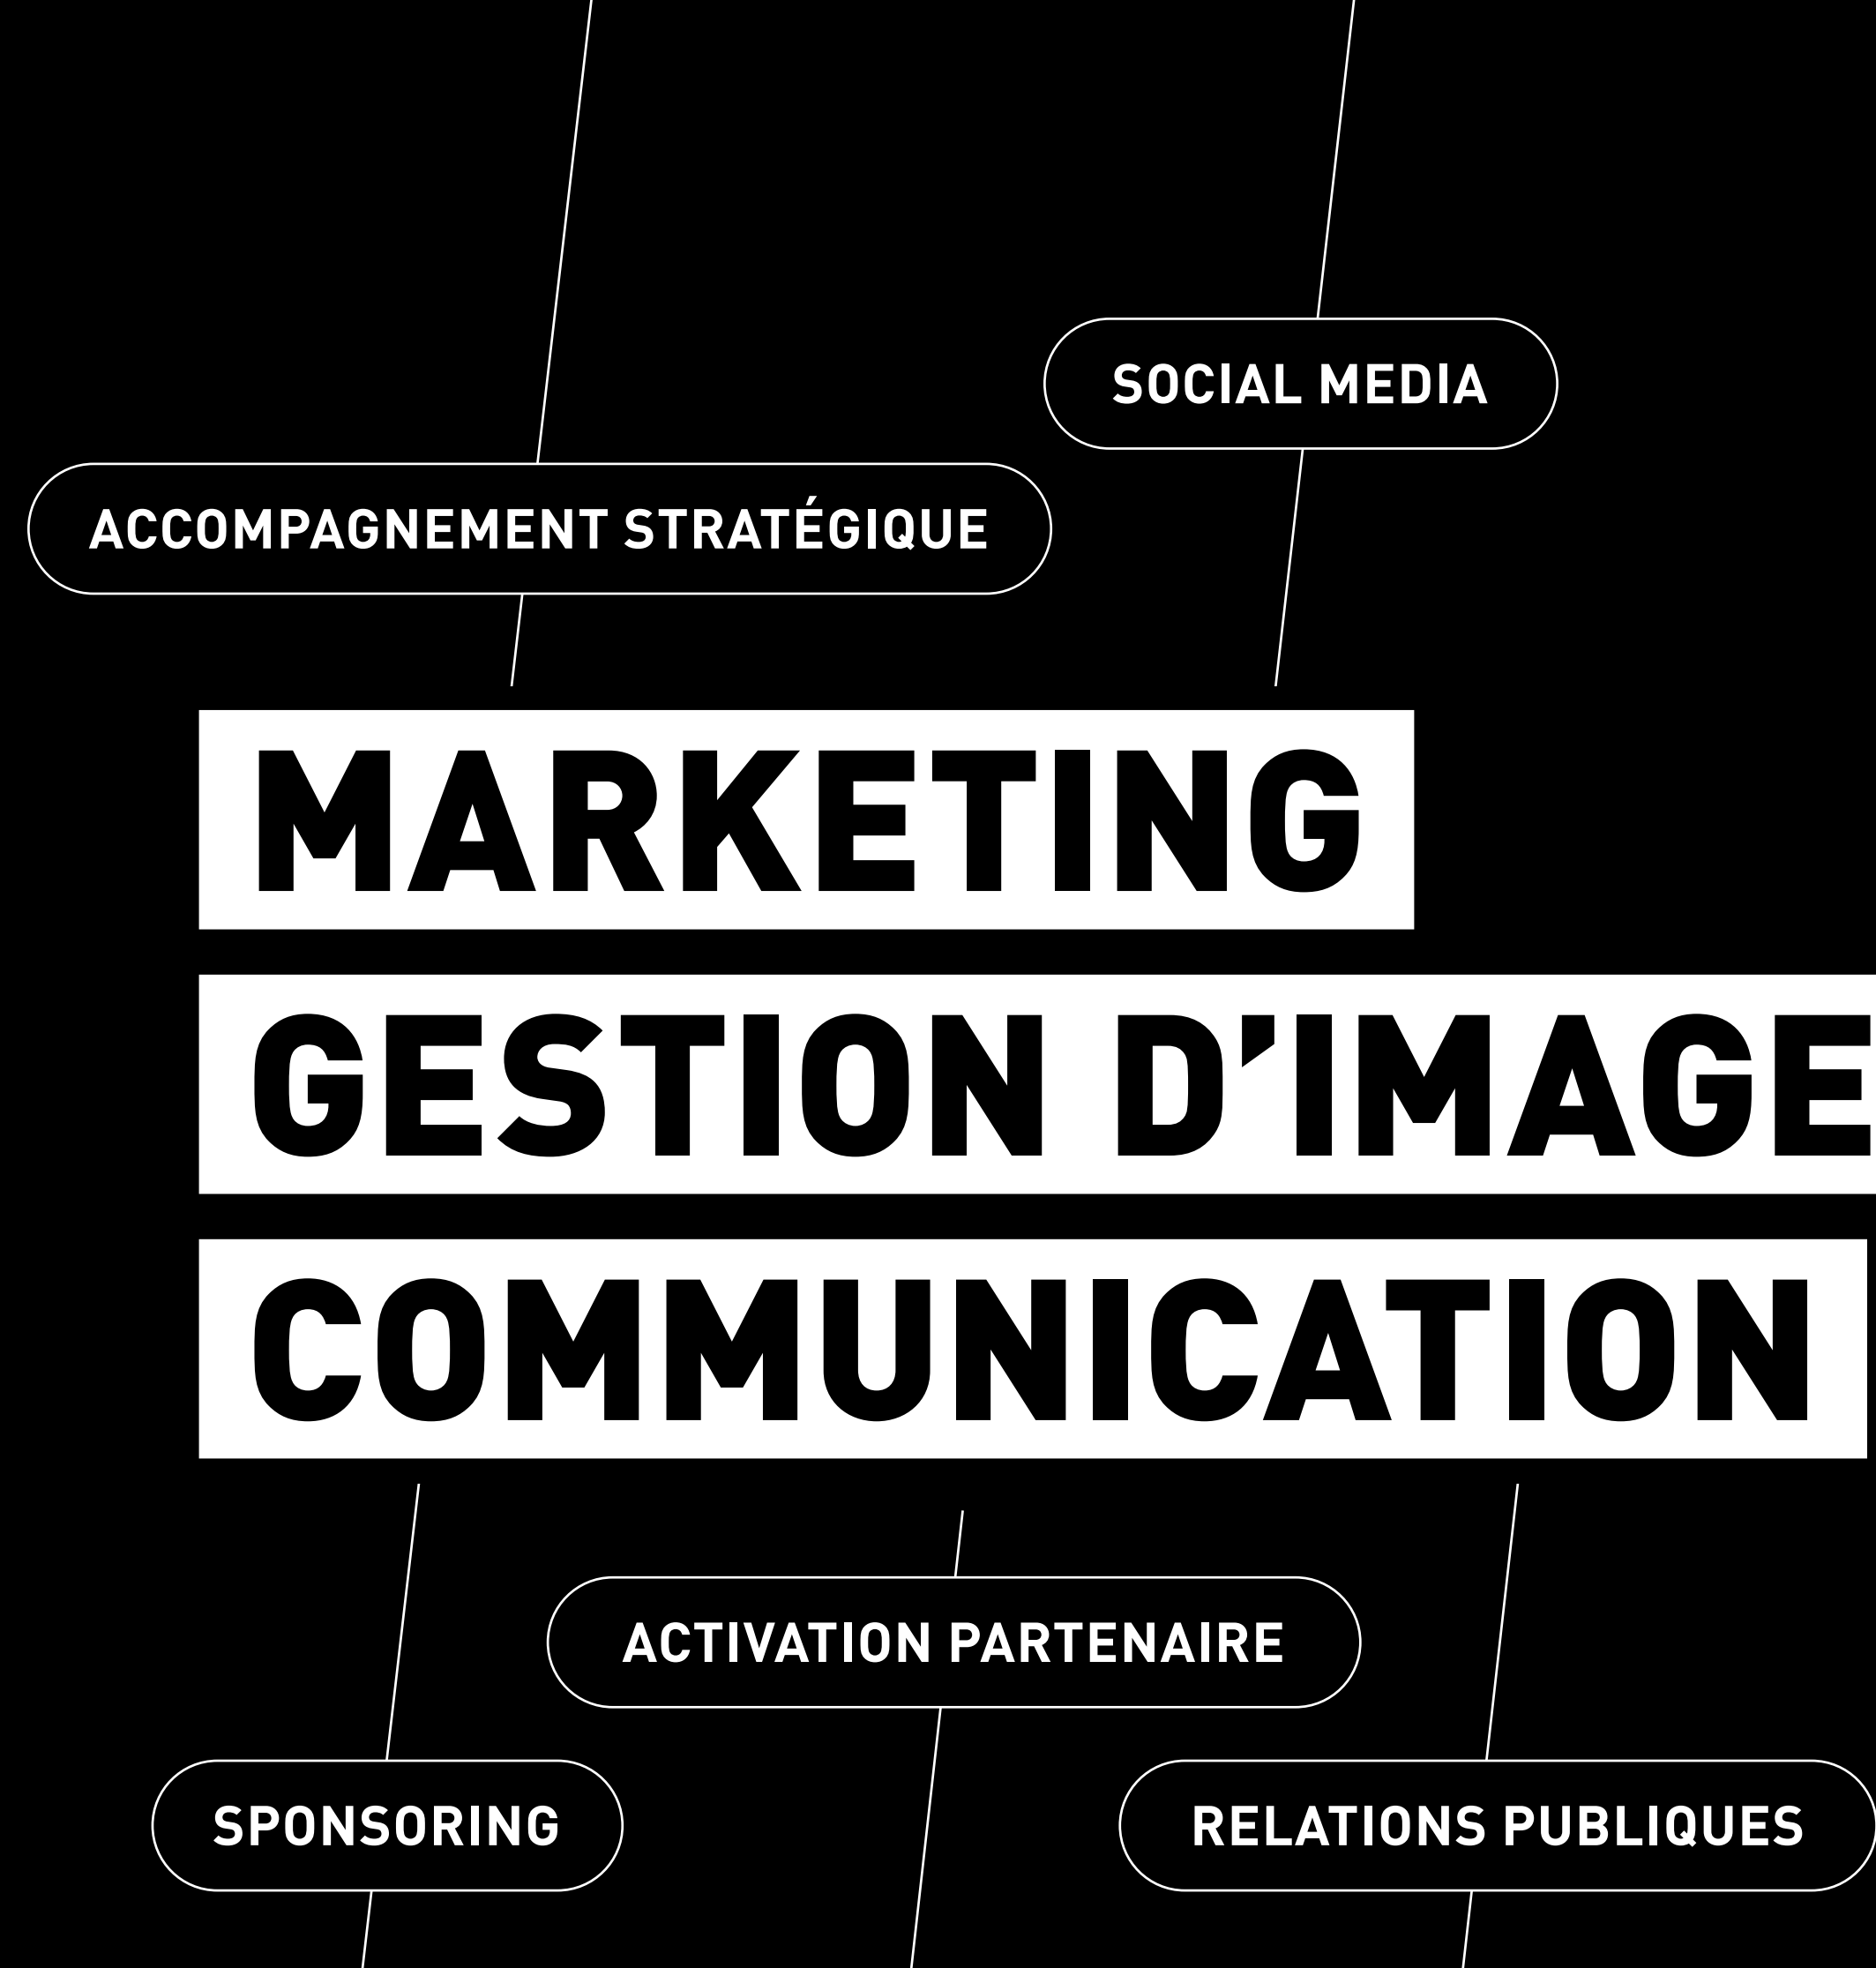 SOCIAL MEDIA
ACCOMPAGNEMENT STRATÉGIQUE
MARKETING
GESTION D'IMAGE
COMMUNICATION
ACTIVATION PARTENAIRE
SPONSORING
RELATIONS PUBLIQUES